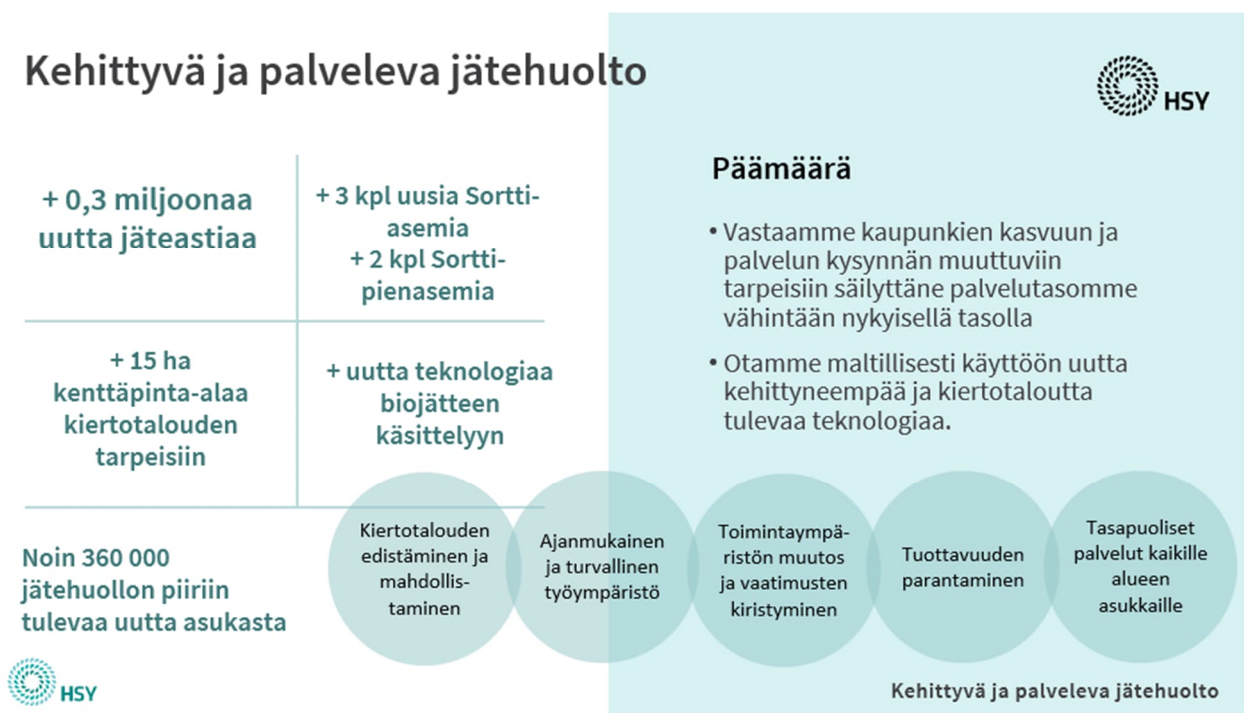 Kehittyvä ja palveleva jätehuolto
HSY
+ 0,3 miljoonaa
uutta jäteastiaa
+ 3 kpl uusia Sortti-
asemia
+ 2 kpl Sortti-
pienasemia
+ 15 ha
kenttäpinta-alaa
kiertotalouden
tarpeisiin
+ uutta teknologiaa
biojätteen
käsittelyyn
Noin 360 000
jätehuollon piiriin
tulevaa uutta asukasta
Päämäärä
• Vastaamme kaupunkien kasvuun ja
palvelun kysynnän muuttuviin
tarpeisiin säilyttäne palvelutasomme
vähintään nykyisellä tasolla
• Otamme maltillisesti käyttöön uutta
kehittyneempää ja kiertotaloutta
tulevaa teknologiaa.
Kiertotalouden
edistäminen ja
mahdollis-
taminen
Ajanmukainen
ja turvallinen
työympäristö
Toimintaympä-
ristön muutos
ja vaatimusten
kiristyminen
Tuottavuuden
parantaminen
Tasapuoliset
palvelut kaikille
alueen
asukkaille
HSY
Kehittyvä ja palveleva jätehuolto